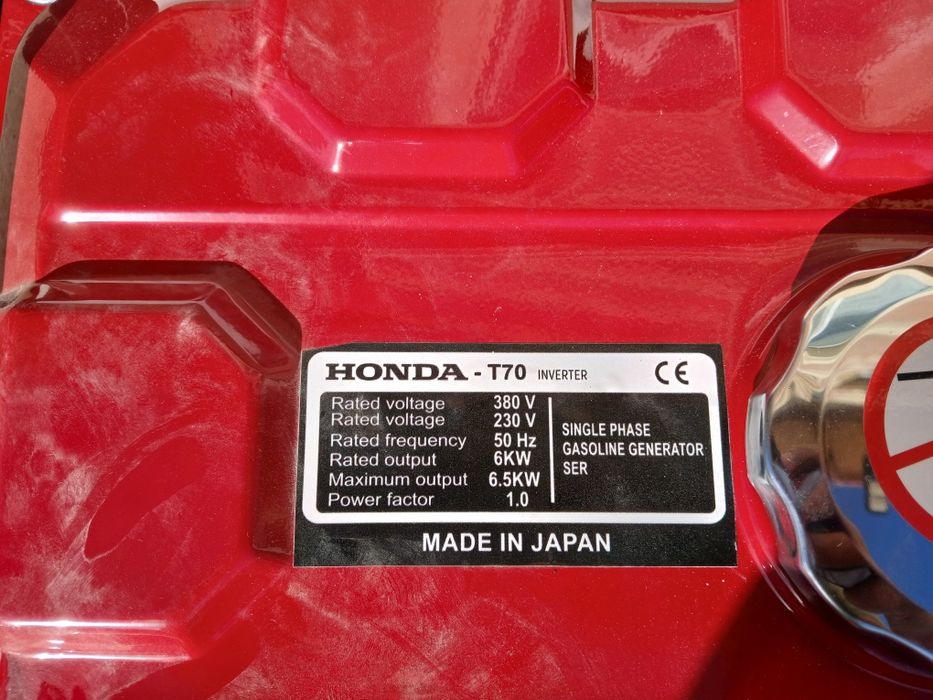 HONDA - T70 INVERTER CE
Rated voltage 380 V
Rated voltage 230 V
Rated frequency 50 Hz
Rated output 6KW
Maximum output 6.5KW
Power factor 1.0
SINGLE PHASE
GASOLINE GENERATOR
SER
MADE IN JAPAN